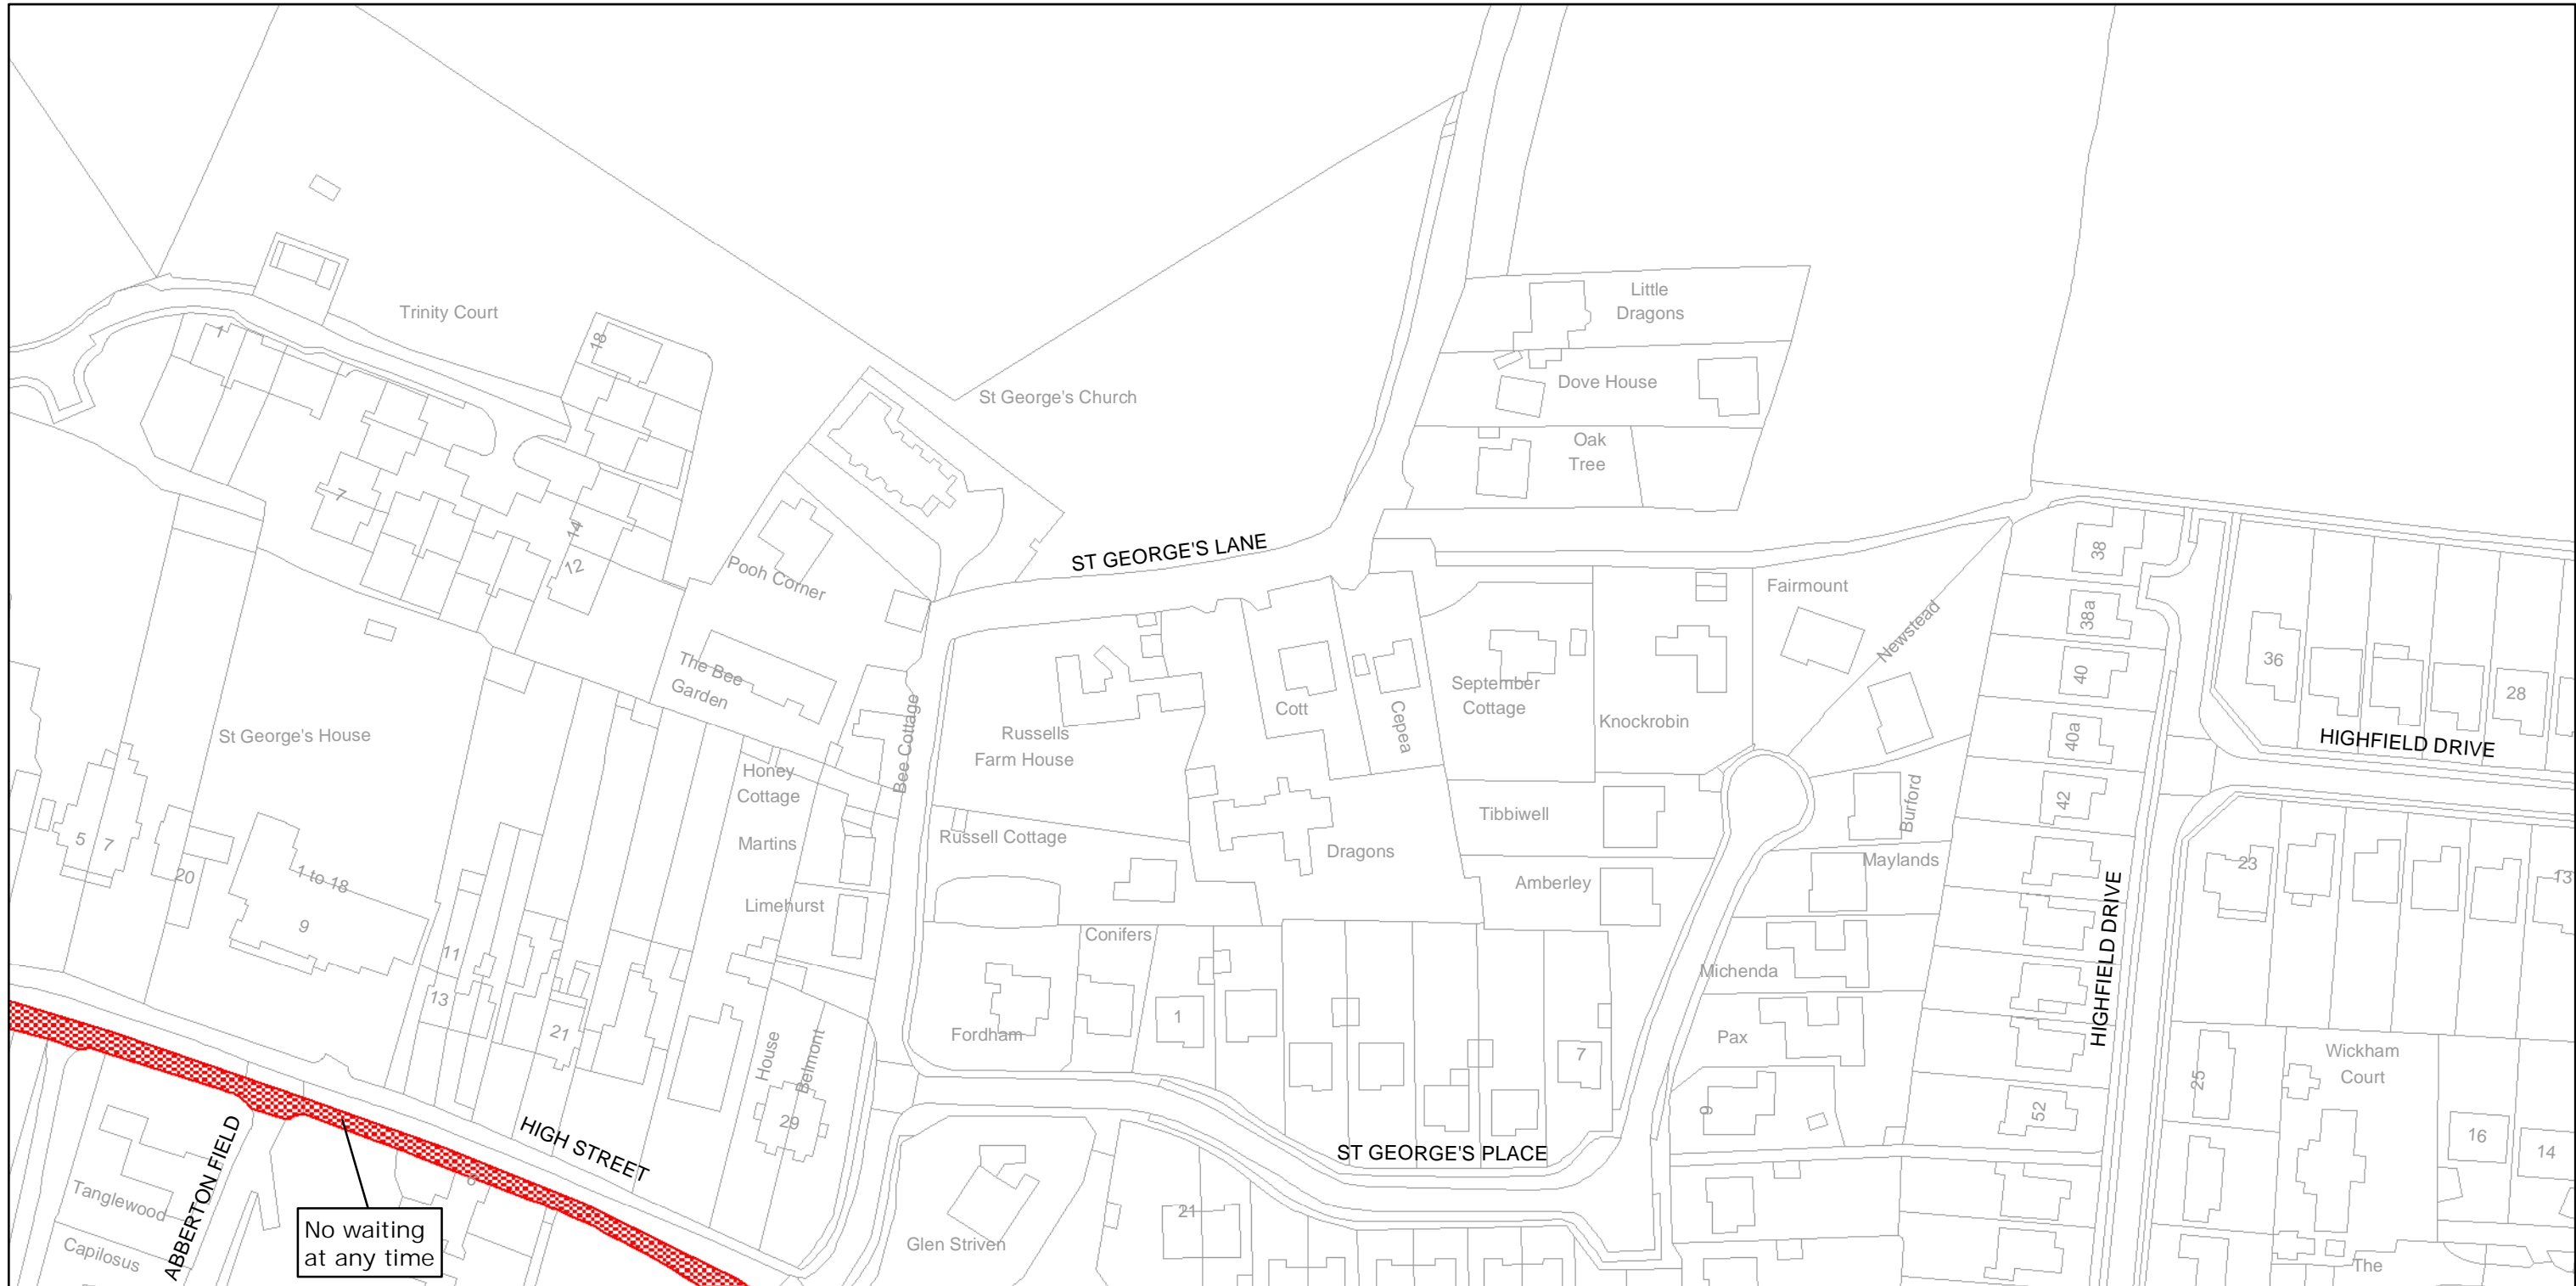 Little
Dragons
Trinity Court
1
18
Dove House
St George's Church
Oak
Tree
7
14
12
ST GEORGE'S LANE
Pooh Corner
Fairmount
38
38a
Newstead
40
36
28
40a
HIGHFIELD DRIVE
42
The Bee
Garden
Bee Cottage
September
Cottage
Cott
Cepea
Knockrobin
St George's House
Russells
Farm House
Honey
Cottage
Tibbiwell
Burford
5
7
20
1 to 18
9
Martins
Russell Cottage
Dragons
Maylands
23
13
Amberley
Limehurst
Conifers
HIGHFIELD DRIVE
11
13
21
Michenda
Fordham
1
7
Pax
House
Belmont
29
Wickham
Court
25
9
52
16
14
HIGH STREET
ST GEORGE'S PLACE
6
Tanglewood
ABBERTON FIELD
Capilosus
No waiting
at any time
Glen Striven
21
The